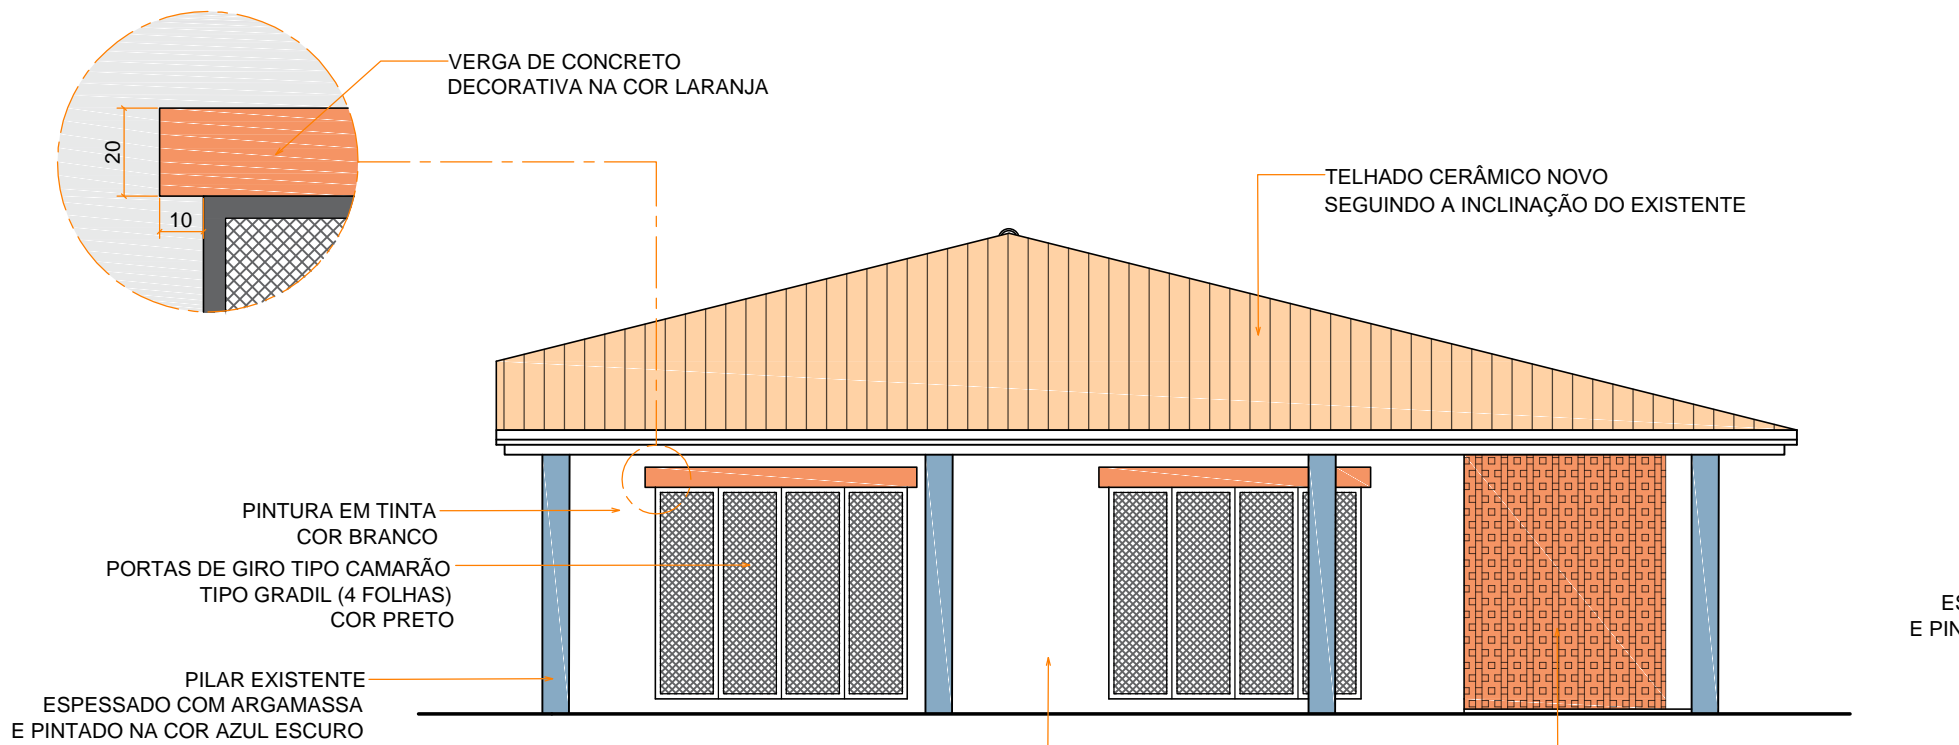 VERGA DE CONCRETO
DECORATIVA NA COR LARANJA
20
10
TELHADO CERÂMICO NOVO
SEGUINDO A INCLINAÇÃO DO EXISTENTE
PINTURA EM TINTA
COR BRANCO
PORTAS DE GIRO TIPO CAMARÃO
TIPO GRADIL (4 FOLHAS)
COR PRETO
PILAR EXISTENTE
ESPESSADO COM ARGAMASSA
E PINTADO NA COR AZUL ESCURO